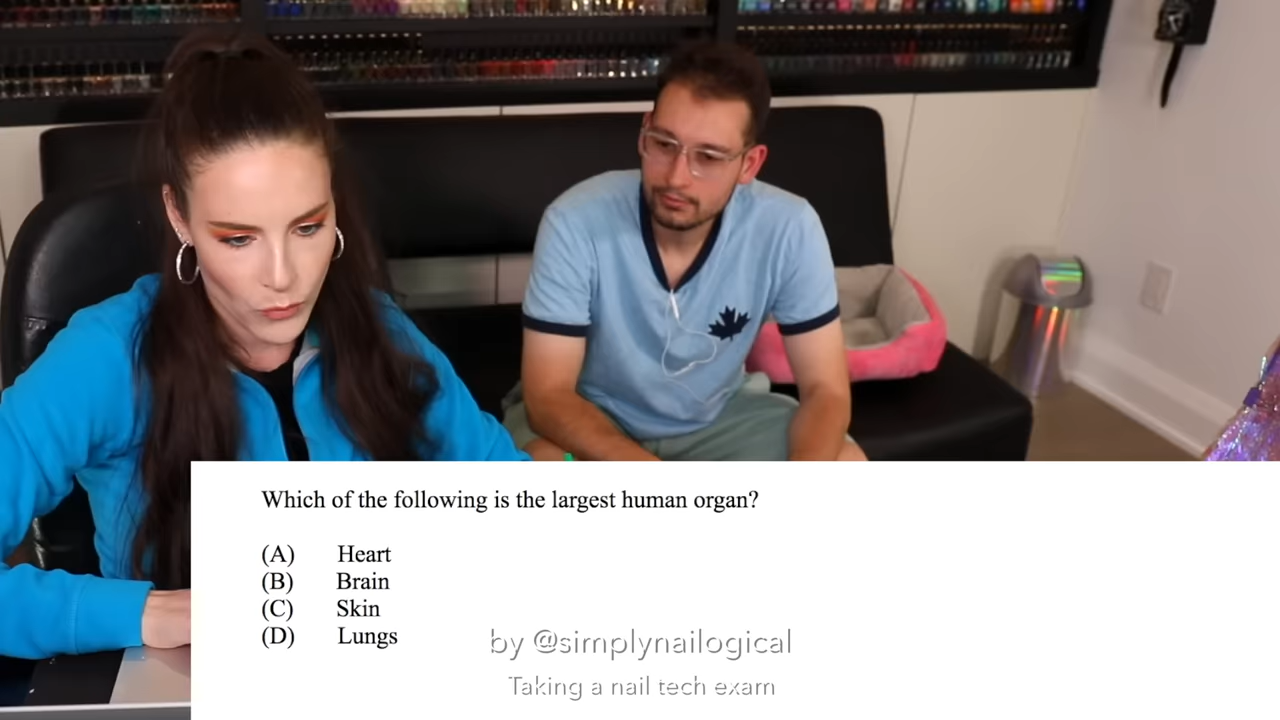 Which of the following is the largest human organ?
(A) Heart
(B) Brain
(C) Skin
(D) Lungs
by @simplynailogical
Taking a nail tech exam